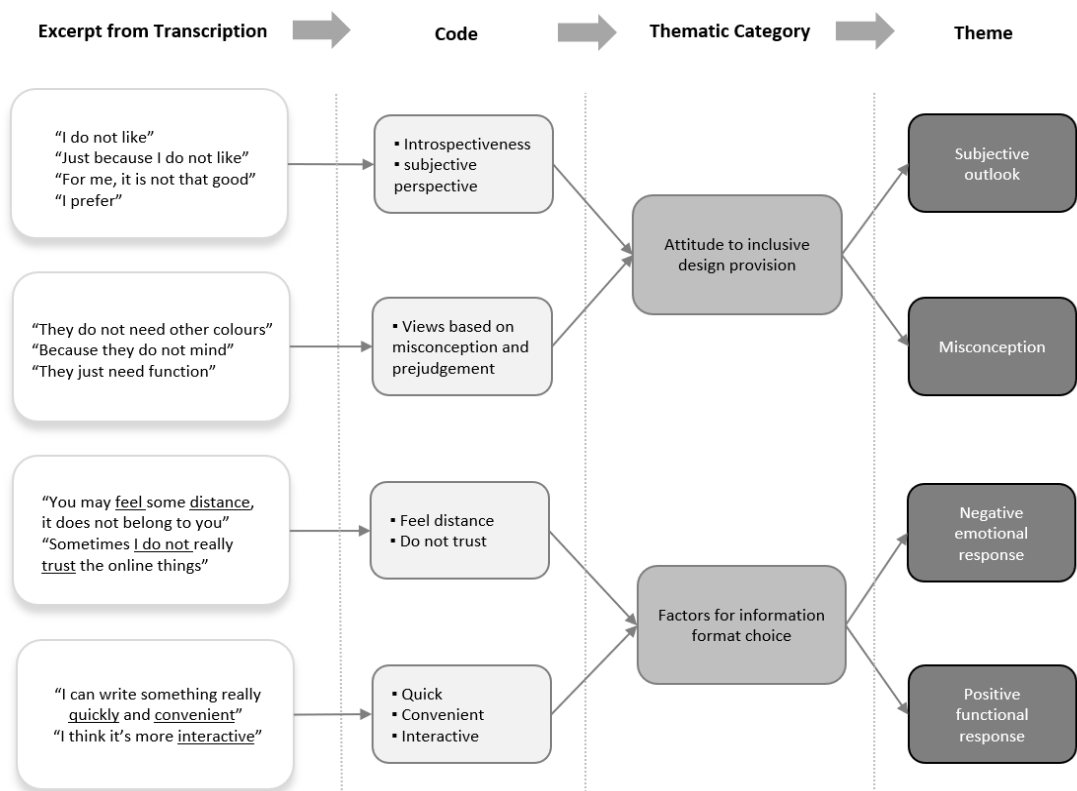 Excerpt from Transcription
Code
Thematic Category
Theme
“I do not like”
“Just because I do not like”
“For me, it is not that good”
“I prefer”
▪ Introspectiveness
▪ subjective
perspective
Attitude to inclusive
design provision
Subjective
outlook
“They do not need other colours”
“Because they do not mind”
“They just need function”
▪ Views based on
misconception and
prejudgement
Misconception
“You may feel some distance,
it does not belong to you”
“Sometimes I do not really
trust the online things”
▪ Feel distance
▪ Do not trust
Factors for information
format choice
Negative
emotional
response
“I can write something really
quickly and convenient”
“I think it’s more interactive”
▪ Quick
▪ Convenient
▪ Interactive
Positive
functional
response